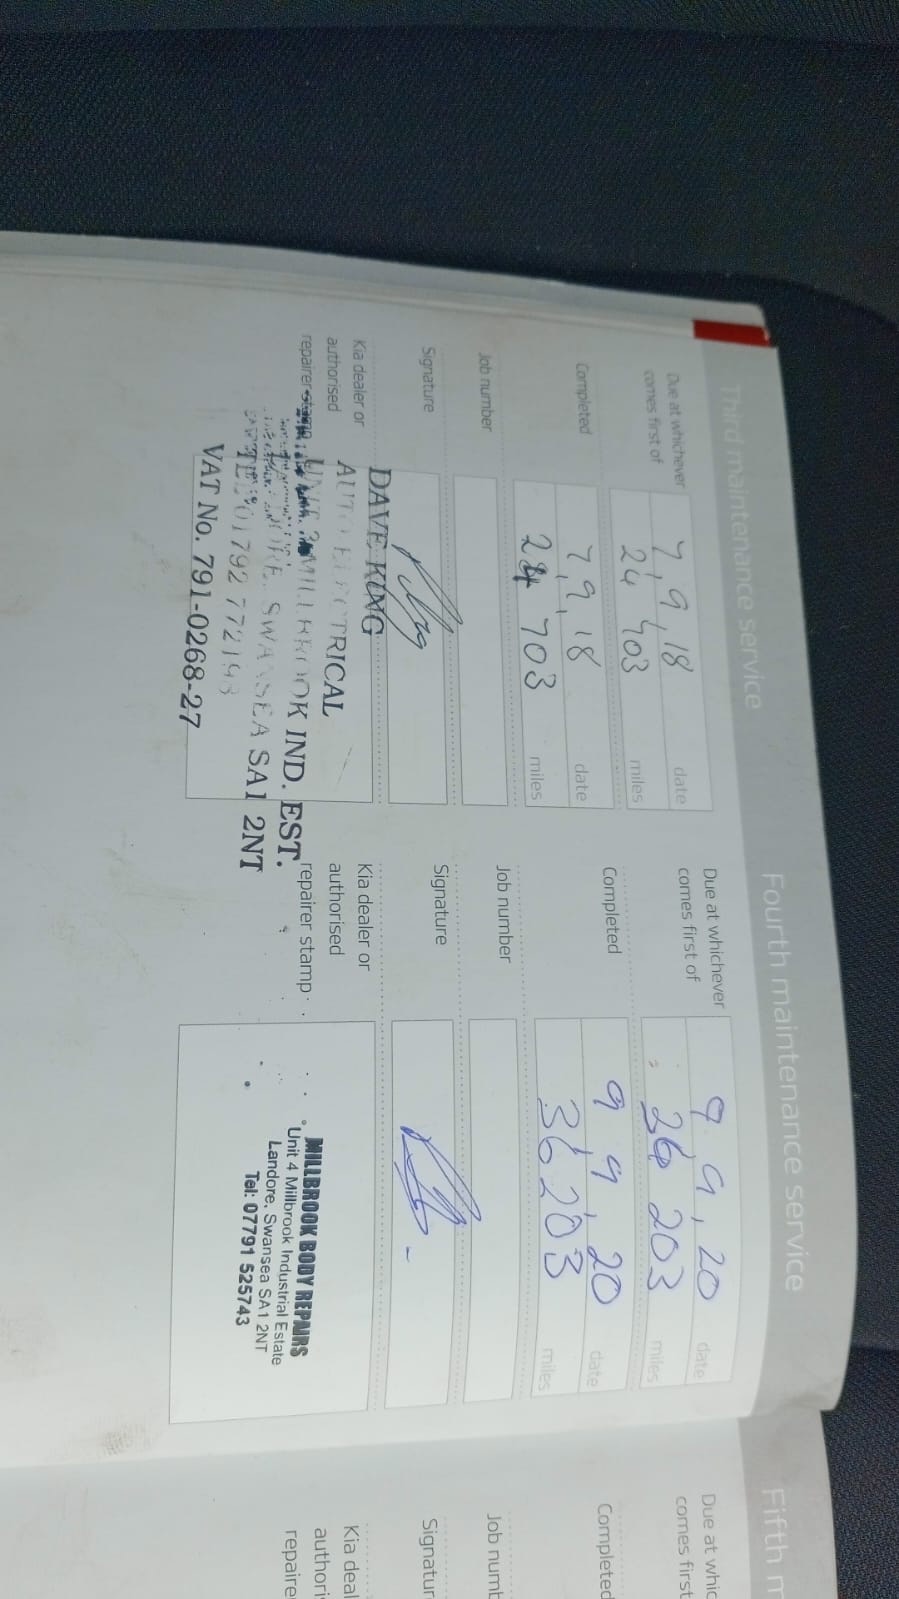 Third maintenance service
Due at whichever
comes first of
7, 9, 18 date
24 703 miles
Completed
7, 9, 18 date
24 703 miles
Job number
Signature
Kia dealer or
authorised
repairer stamp
DAVE KING
AUTO ELECTRICAL
MILLBROOK IND. EST.
SWANSEA SA1 2NT
01792 772193
VAT No. 791-0268-27
Fourth maintenance service
Due at whichever
comes first of
9, 9, 20 date
36 203 miles
Completed
9, 9, 20 date
36 203 miles
Job number
Signature
Kia dealer or
authorised
repairer stamp
MILLBROOK BODY REPAIRS
Unit 4 Millbrook Industrial Estate
Landore, Swansea SA1 2NT
Tel: 07791 525743
Fifth m
Due at whic
comes first
Completed
Job numb
Signatur
Kia deal
authori
repaire